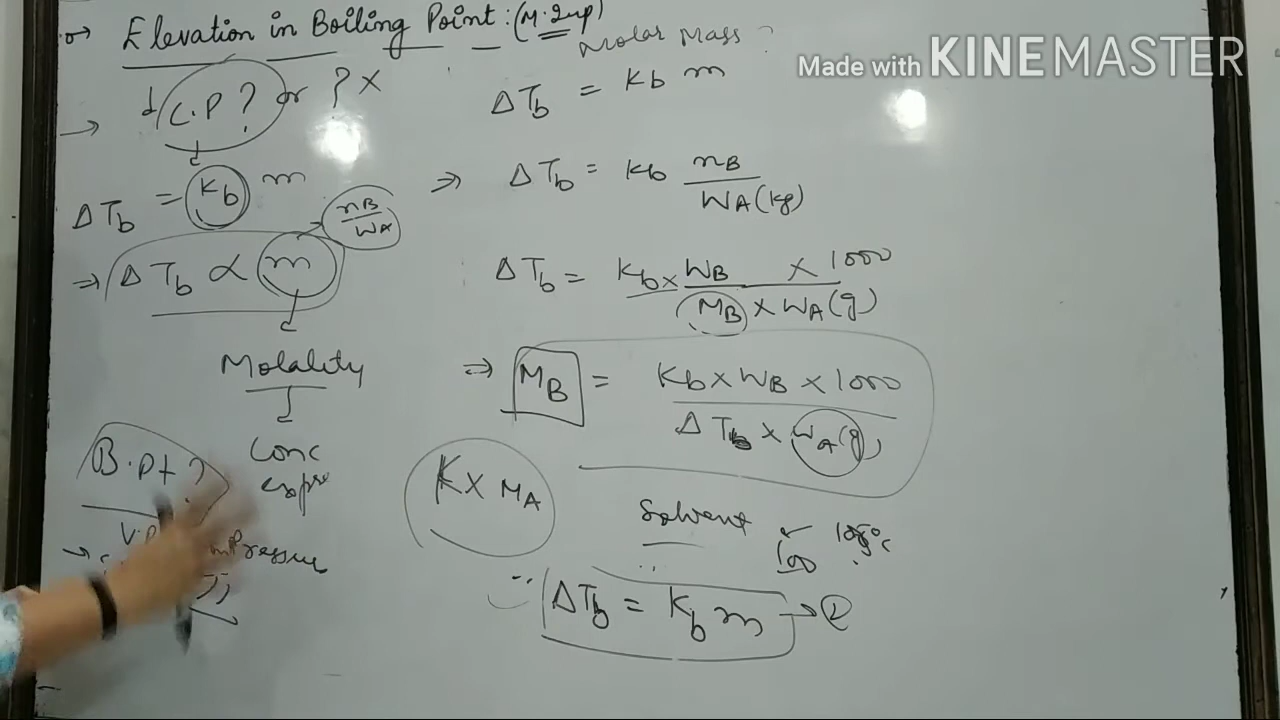 Elevation in Boiling Point : (M. Imp)
Molar Mass ?
Made with KINEMASTER
C.P ? or ? X
ΔTb = Kb m
ΔTb ∝ m
nB / WA
Molality
Conc
B.pt ?
V.P
ΔTb = Kb m
⇒ ΔTb = Kb nB / WA(kg)
ΔTb = Kb × WB × 1000 / MB × WA(g)
⇒ MB = Kb × WB × 1000 / ΔTb × WA(g)
K × MA
Solvent
100
∵ ΔTb = Kb m → ②